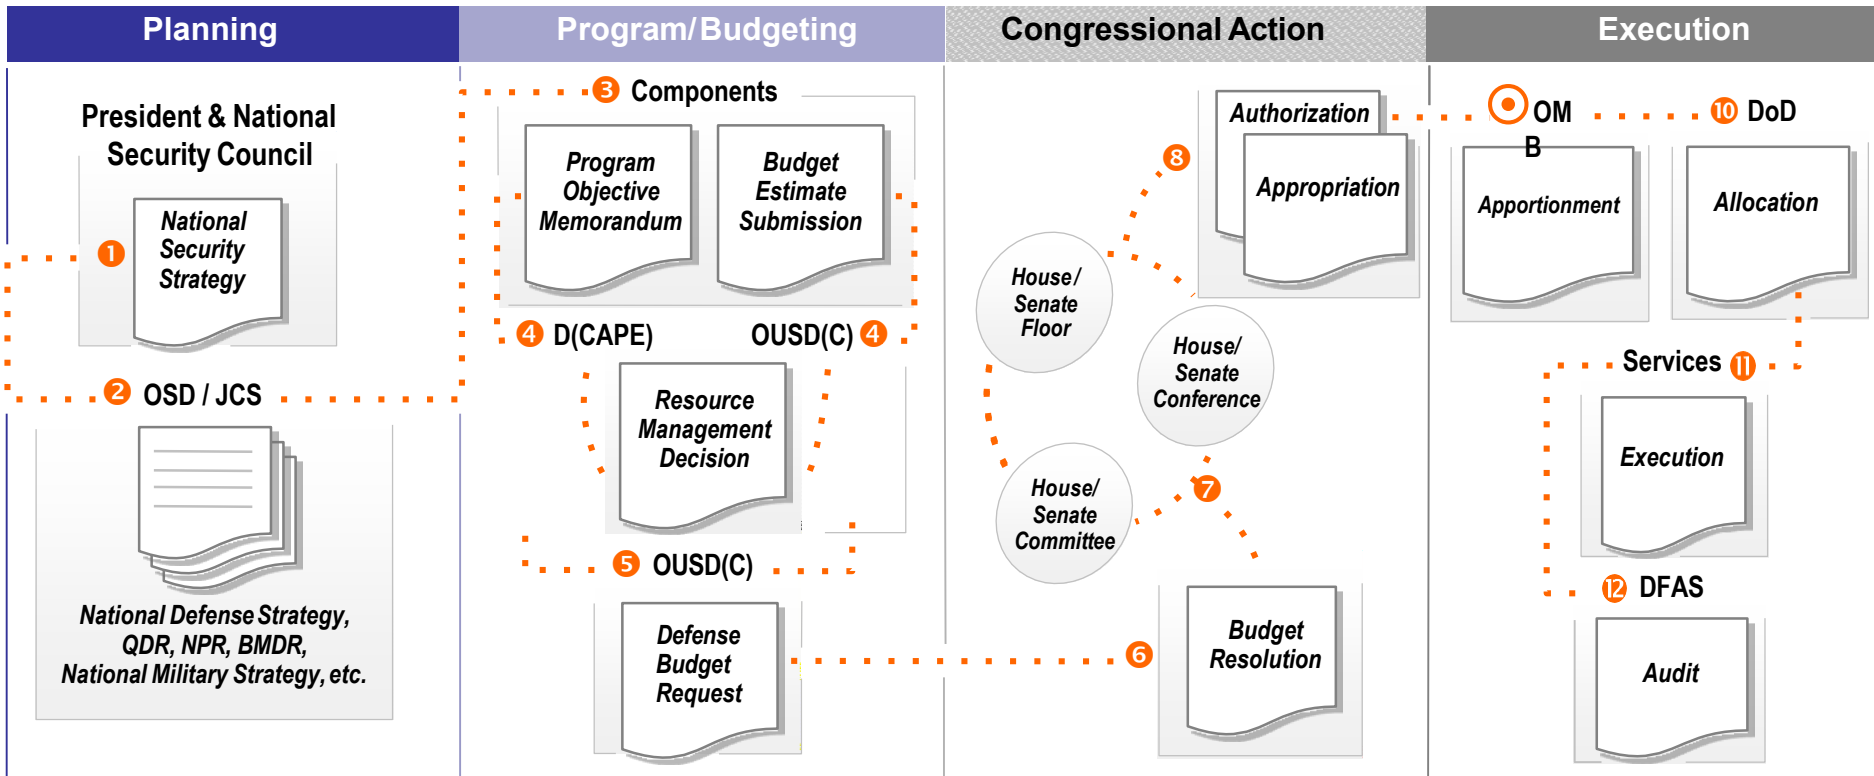 Planning
Program/Budgeting
Congressional Action
Execution
President & National
Security Council
1
National
Security
Strategy
2 OSD / JCS
National Defense Strategy,
QDR, NPR, BMDR,
National Military Strategy, etc.
3 Components
Program
Objective
Memorandum
Budget
Estimate
Submission
4 D(CAPE)
OUSD(C) 4
Resource
Management
Decision
5 OUSD(C)
Defense
Budget
Request
6
Budget
Resolution
7
House/
Senate
Committee
House/
Senate
Floor
House/
Senate
Conference
8
Authorization
Appropriation
OM
B
Apportionment
10 DoD
Allocation
Services 11
Execution
12 DFAS
Audit